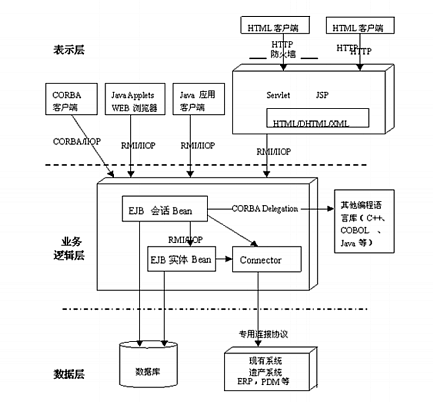 HTML 客户端
HTML 客户端
表示层
HTTP
HTTP
HTTP
防火墙
Servlet
JSP
HTML/DHTML/XML
CORBA
客户端
Java Applets
WEB 浏览器
Java 应用
客户端
CORBA/IIOP
RMI/IIOP
RMI/IIOP
RMI/IIOP
EJB 会话 Bean
CORBA Delegation
其他编程语
言库（C++、
COBOL 、
Java 等）
业务
逻辑层
RMI/IIOP
EJB 实体 Bean
Connector
专用连接协议
数据层
数据库
现有系统
遗产系统
ERP，PDM 等